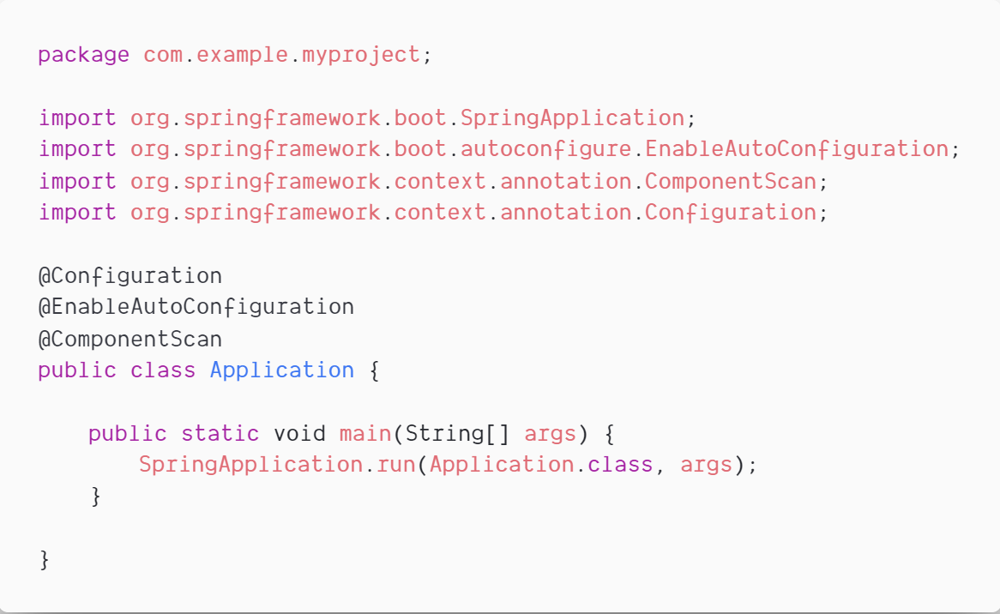 package com.example.myproject;
import org.springframework.boot.SpringApplication;
import org.springframework.boot.autoconfigure.EnableAutoConfiguration;
import org.springframework.context.annotation.ComponentScan;
import org.springframework.context.annotation.Configuration;
@Configuration
@EnableAutoConfiguration
@ComponentScan
public class Application {
    public static void main(String[] args) {
        SpringApplication.run(Application.class, args);
    }
}